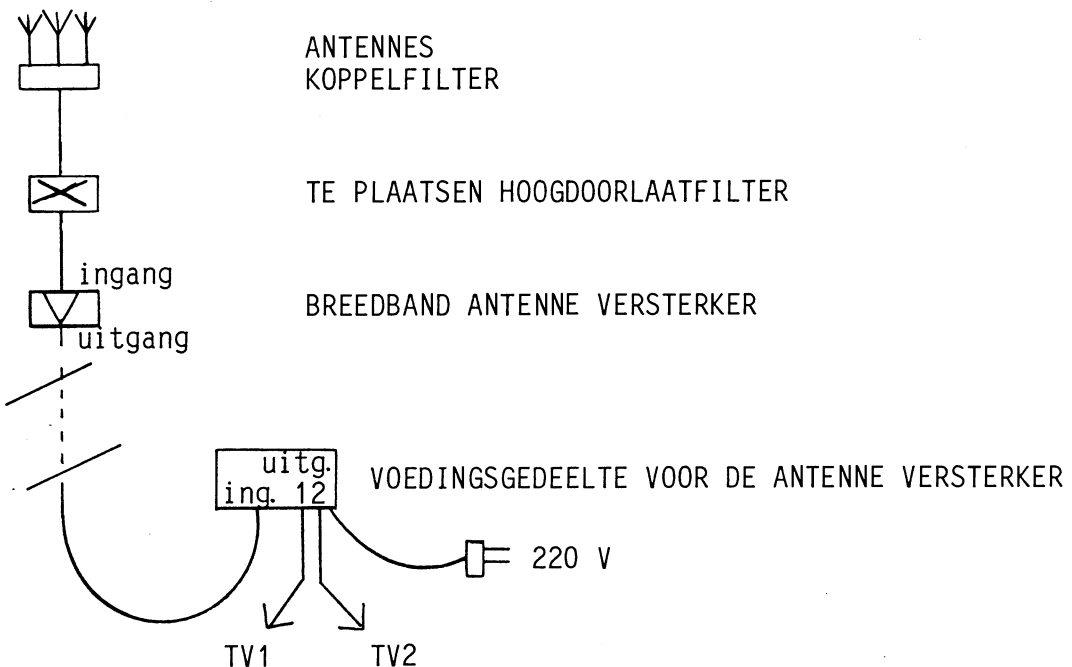 ANTENNES
KOPPELFILTER
TE PLAATSEN HOOGDOORLAATFILTER
ingang
BREEDBAND ANTENNE VERSTERKER
uitgang
uitg.
ing. 12
VOEDINGSGEDEELTE VOOR DE ANTENNE VERSTERKER
220 V
TV1 TV2